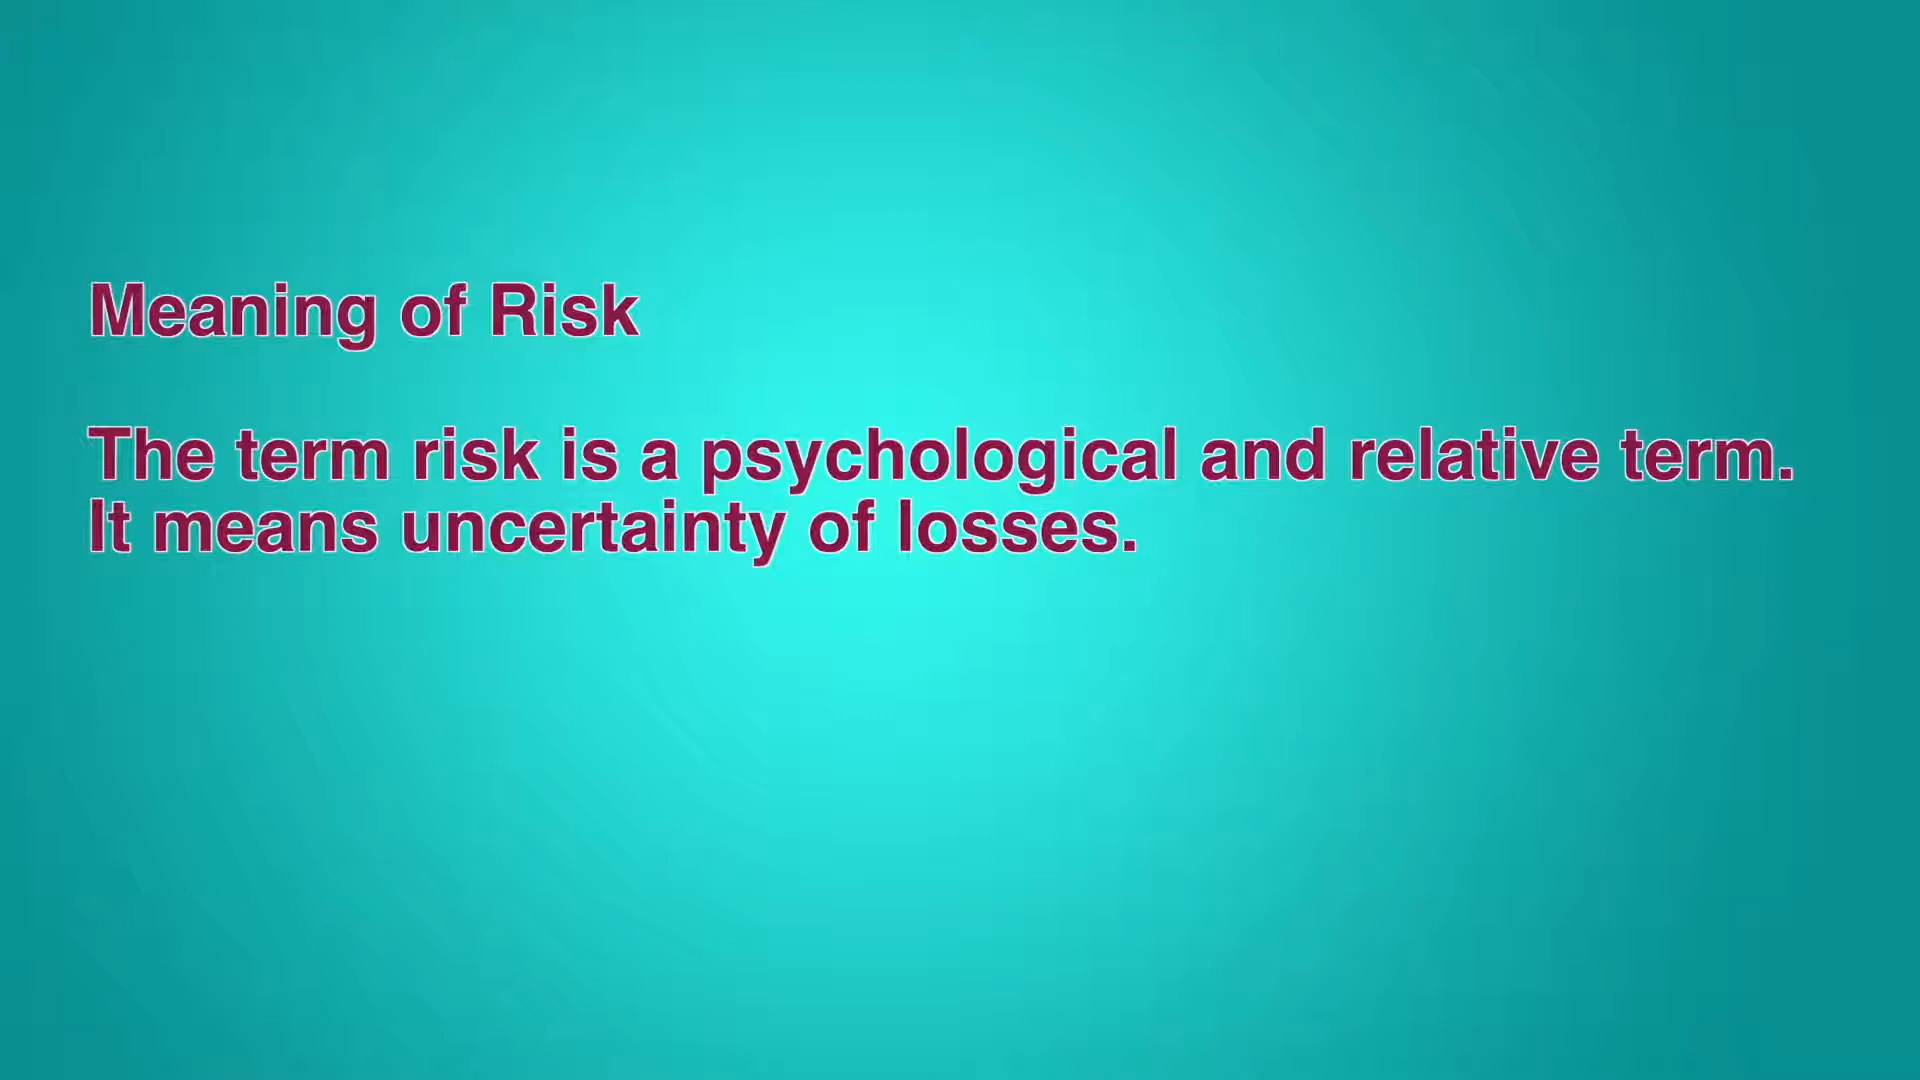 Meaning of Risk
The term risk is a psychological and relative term.
It means uncertainty of losses.